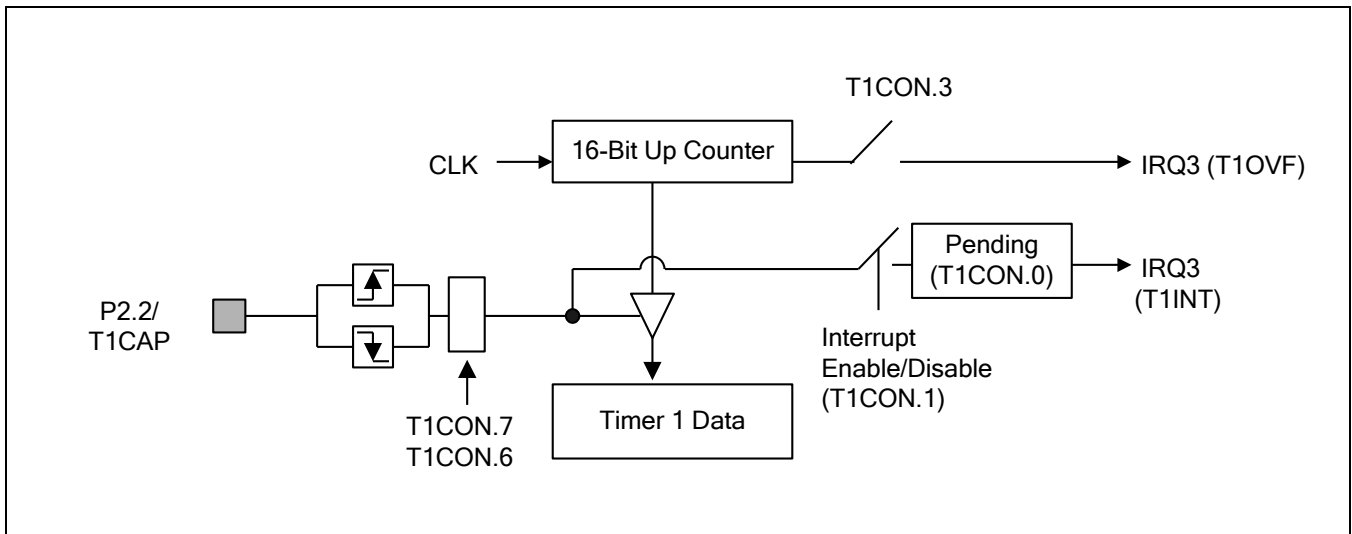 T1CON.3
CLK
16-Bit Up Counter
IRQ3 (T1OVF)
Pending
(T1CON.0)
IRQ3
(T1INT)
P2.2/
T1CAP
Interrupt
Enable/Disable
(T1CON.1)
T1CON.7
T1CON.6
Timer 1 Data